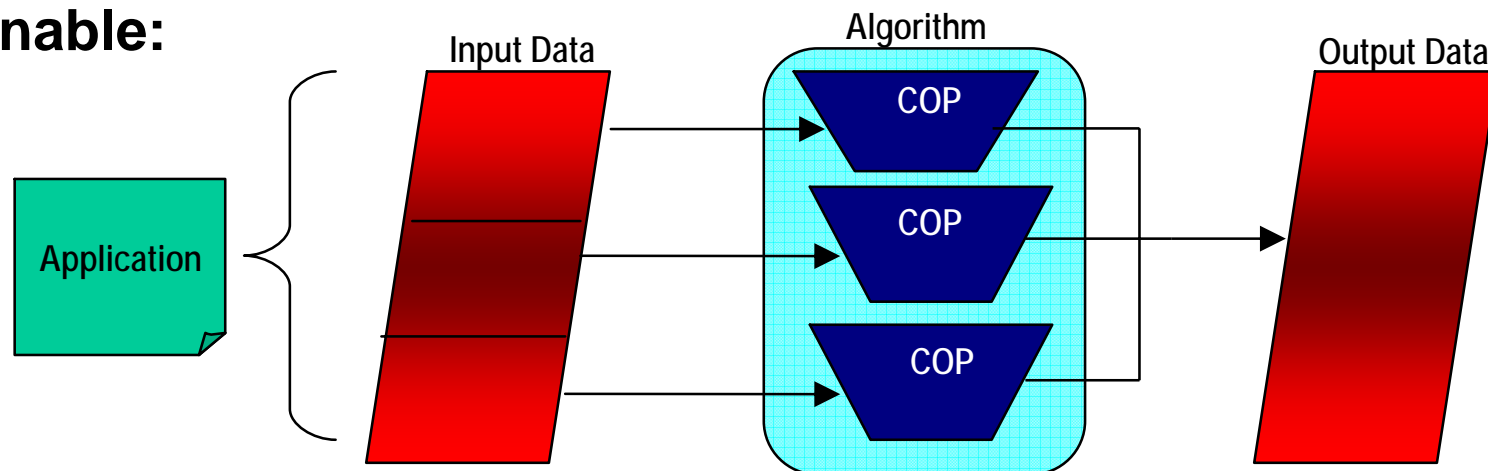 nable:
Input Data
Algorithm
Output Data
Application
COP
COP
COP